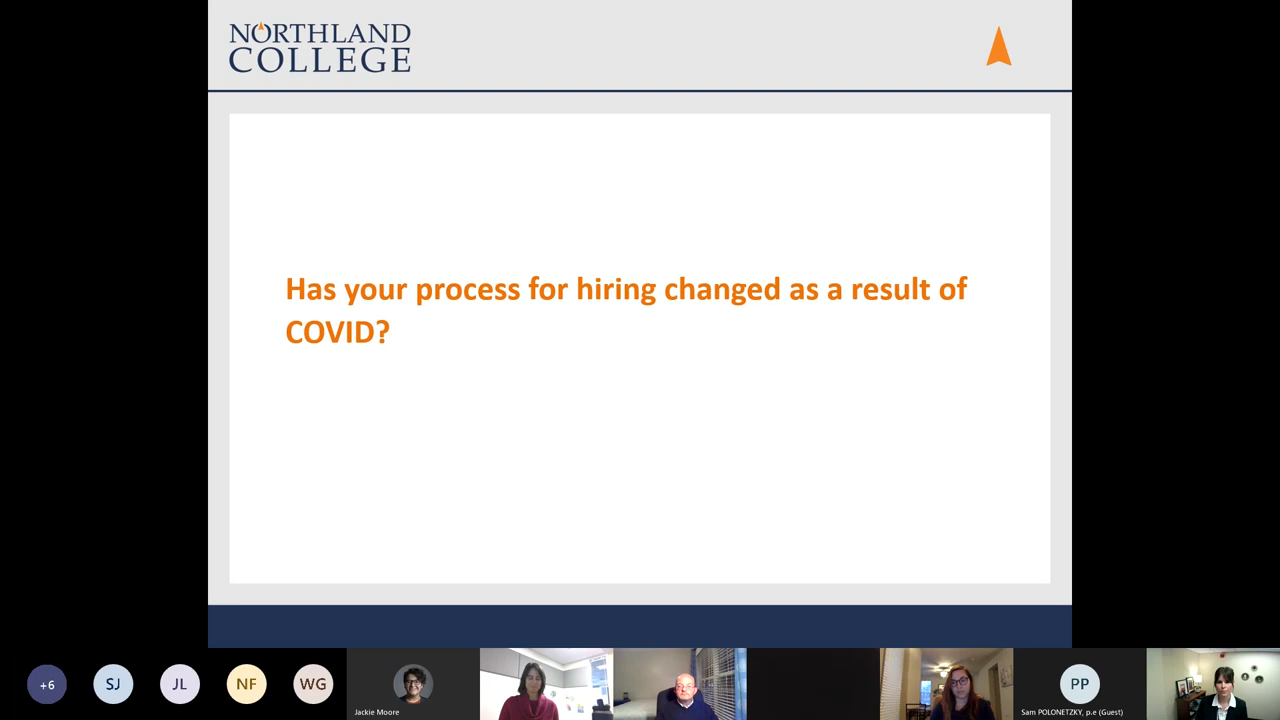 NORTHLAND
COLLEGE
Has your process for hiring changed as a result of
COVID?
+6
SJ
JL
NF
WG
Jackie Moore
PP
Sam POLONETZKY, p.e (Guest)